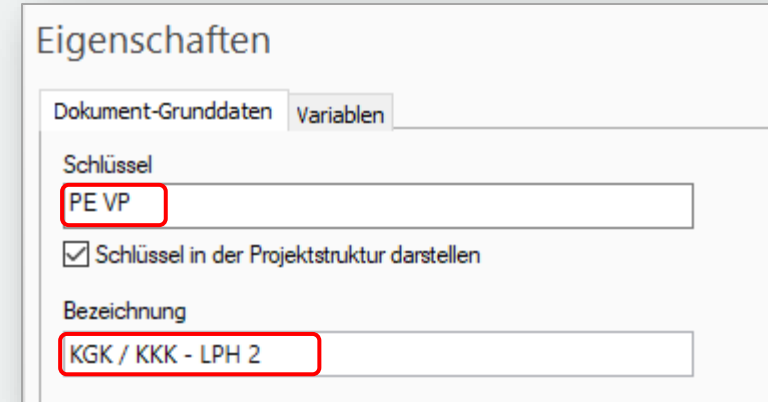 Eigenschaften
Dokument-Grunddaten Variablen
Schlüssel
PE VP
Schlüssel in der Projektstruktur darstellen
Bezeichnung
KGK / KKK - LPH 2